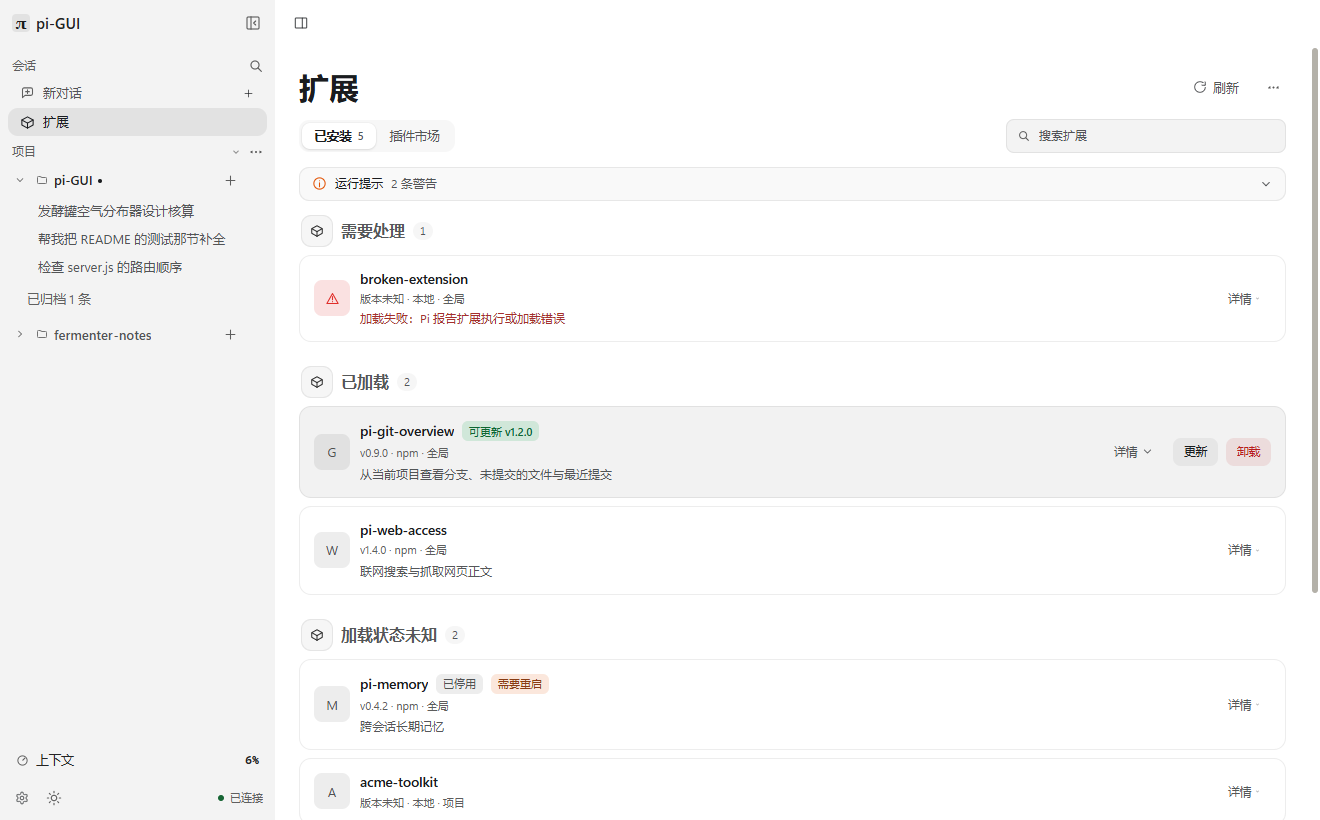 π pi-GUI
会话
新对话
扩展
项目
pi-GUI
发酵罐空气分布器设计核算
帮我把 README 的测试那节补全
检查 server.js 的路由顺序
已归档 1 条
fermenter-notes
上下文 6%
已连接
扩展
刷新
已安装 5 插件市场
搜索扩展
运行提示 2 条警告
需要处理 1
broken-extension
版本未知 · 本地 · 全局
加载失败：Pi 报告扩展执行或加载错误
详情
已加载 2
G
pi-git-overview 可更新 v1.2.0
v0.9.0 · npm · 全局
从当前项目查看分支、未提交的文件与最近提交
详情 更新 卸载
W
pi-web-access
v1.4.0 · npm · 全局
联网搜索与抓取网页正文
详情
加载状态未知 2
M
pi-memory 已停用 需要重启
v0.4.2 · npm · 全局
跨会话长期记忆
详情
A
acme-toolkit
版本未知 · 本地 · 项目
详情